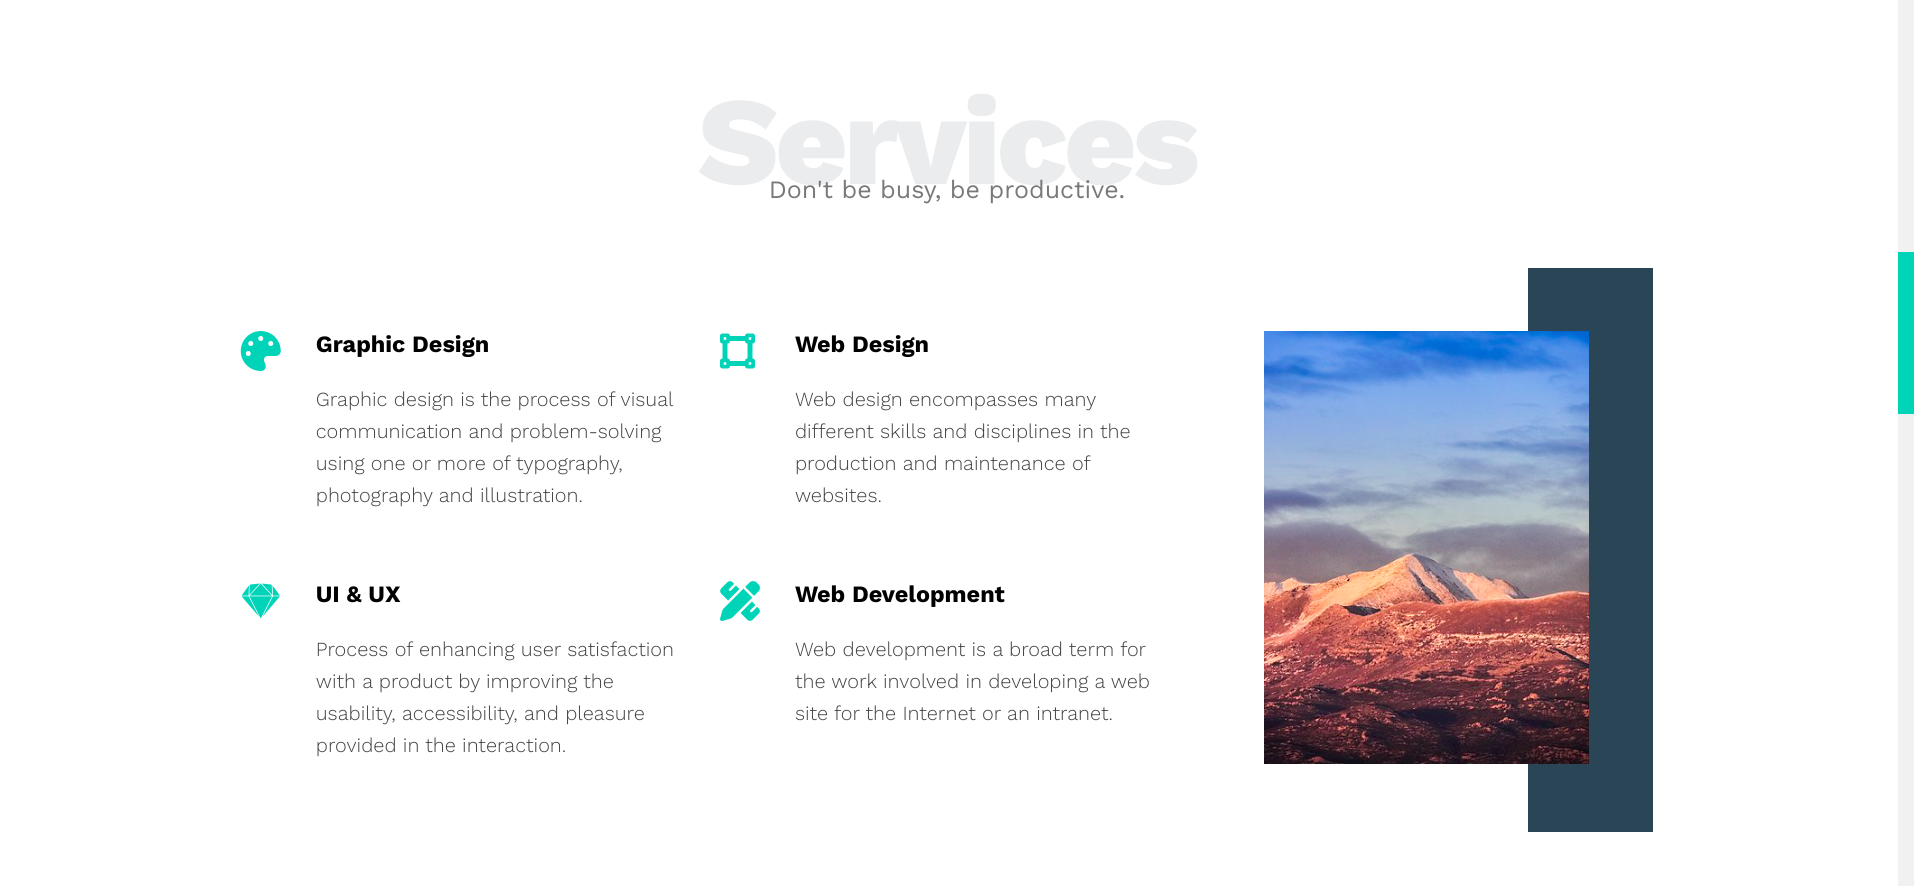 Services
Don't be busy, be productive.
Graphic Design
Graphic design is the process of visual
communication and problem-solving
using one or more of typography,
photography and illustration.
Web Design
Web design encompasses many
different skills and disciplines in the
production and maintenance of
websites.
UI & UX
Process of enhancing user satisfaction
with a product by improving the
usability, accessibility, and pleasure
provided in the interaction.
Web Development
Web development is a broad term for
the work involved in developing a web
site for the Internet or an intranet.